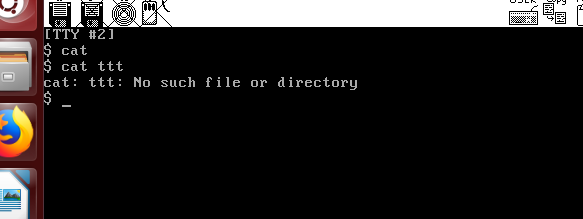 [TTY #2]
$ cat
$ cat ttt
cat: ttt: No such file or directory
$ _